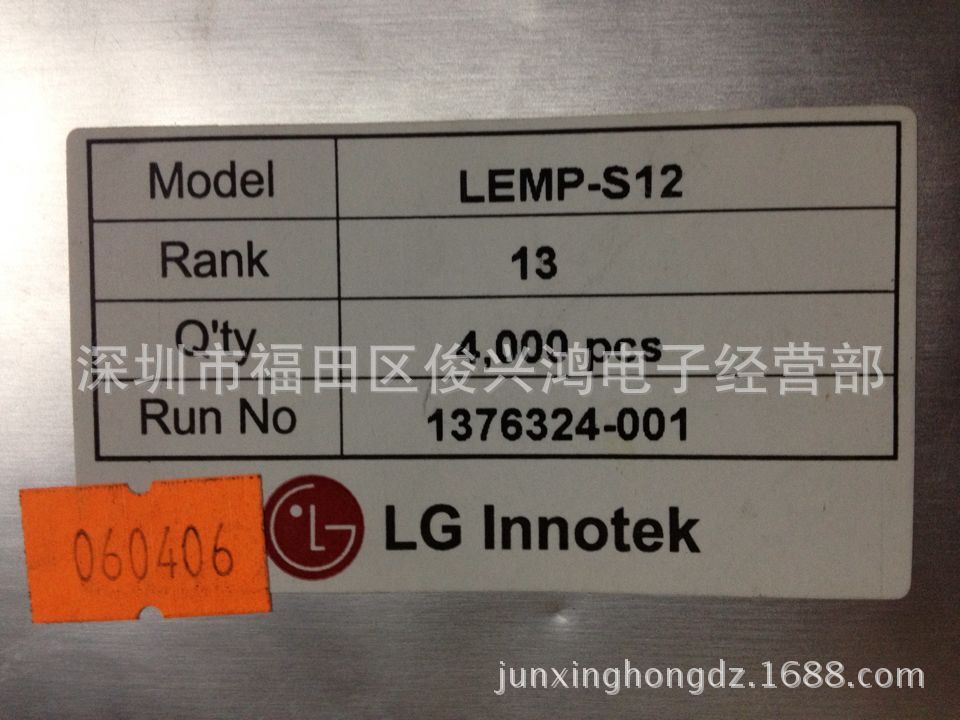 Model LEMP-S12
Rank 13
Q'ty 4,000 pcs
深圳市福田区俊兴鸿电子经营部
Run No 1376324-001
LG Innotek
060406
junxinghongdz.1688.com